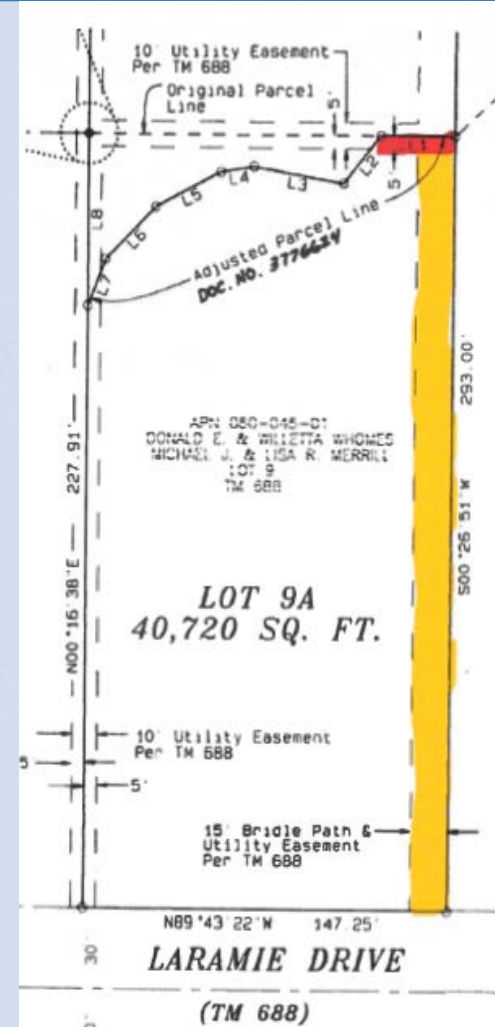 10' Utility Easement
Per TM 688
Original Parcel
Line
5'
L1
L2
5'
L3
L4
L5
L6
L7
L8
Adjusted Parcel Line
DOC. NO. 3776624
N00°16'38"E
227.91'
293.00'
S00°26'51"W
APN 080-045-01
DONALD E. & WILLETTA WHOMES
MICHAEL J. & LISA R. MERRILL
LOT 9
TM 688
LOT 9A
40,720 SQ. FT.
10' Utility Easement
Per TM 688
5
5'
15' Bridle Path &
Utility Easement
Per TM 688
N89°43'22"W 147.25'
30'
LARAMIE DRIVE
(TM 688)